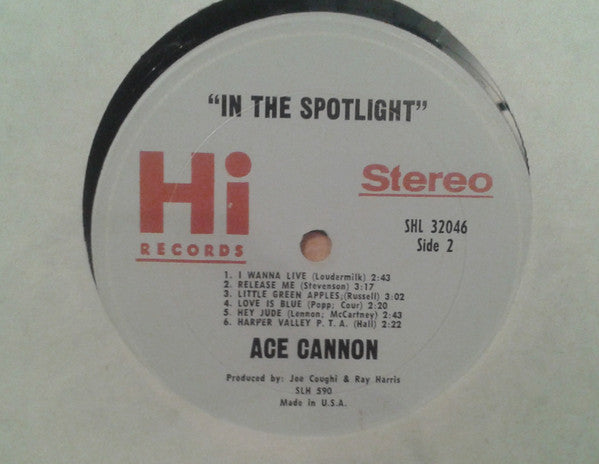 "IN THE SPOTLIGHT"
Hi
RECORDS
Stereo
SHL 32046
Side 2
1. I WANNA LIVE (Loudermilk) 2:43
2. RELEASE ME (Stevenson) 3:17
3. LITTLE GREEN APPLES;(Russell) 3:02
4. LOVE IS BLUE (Popp; Cour) 2:20
5. HEY JUDE (Lennon; McCartney) 2:43
6. HARPER VALLEY P. T. A. (Hall) 2:22
ACE CANNON
Produced by: Joe Coughi & Ray Harris
SLH 590
Made in U.S.A.